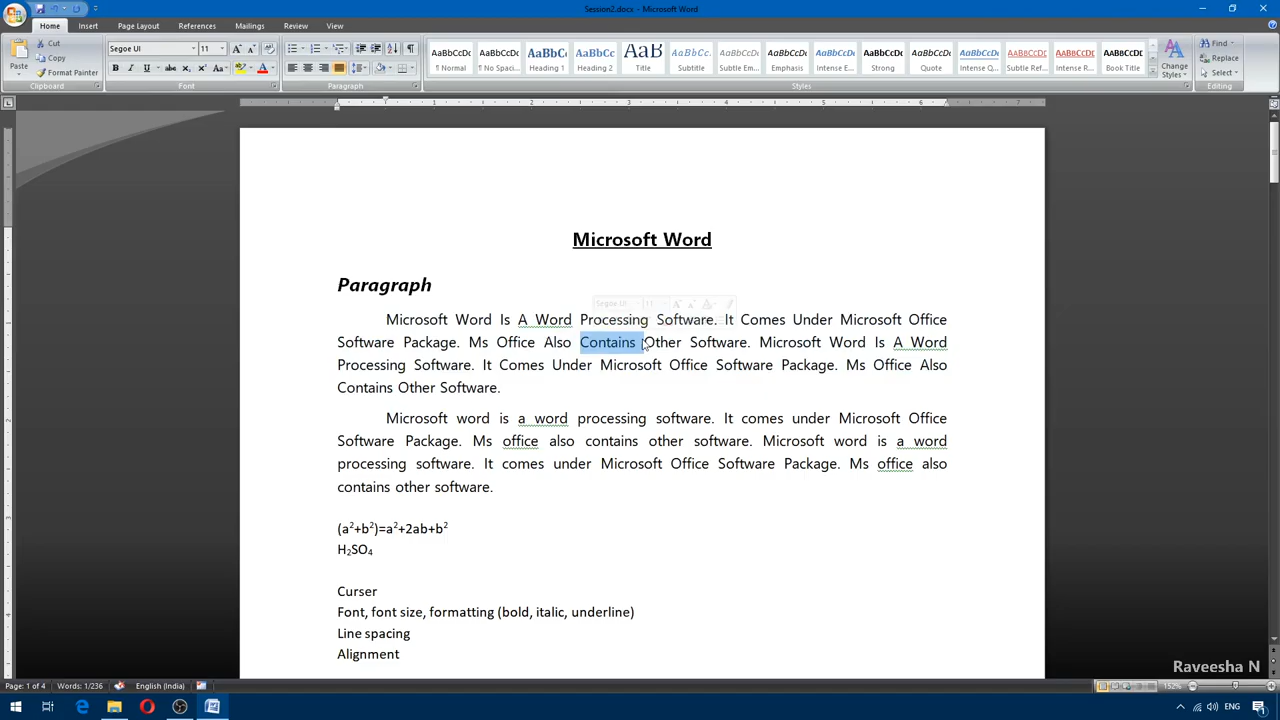 Session2.docx - Microsoft Word
Home Insert Page Layout References Mailings Review View
Paste
Cut
Copy
Format Painter
Clipboard
Segoe UI 11
Font
Paragraph
AaBbCcDc AaBbCcDc AaBbC AaBbCc AaB AaBbCc. AaBbCcDc AaBbCcDc AaBbCcDc AaBbCcDc AaBbCcDc AaBbCcDc AaBbCcDc AaBbCcDc AaBbCcDc
¶ Normal ¶ No Spaci... Heading 1 Heading 2 Title Subtitle Subtle Em... Emphasis Intense E... Strong Quote Intense Q... Subtle Ref... Intense R... Book Title
Styles
Change
Styles
Find
Replace
Select
Editing
Microsoft Word
Paragraph
Segoe UI 11
Microsoft Word Is A Word Processing Software. It Comes Under Microsoft Office
Software Package. Ms Office Also Contains Other Software. Microsoft Word Is A Word
Processing Software. It Comes Under Microsoft Office Software Package. Ms Office Also
Contains Other Software.
Microsoft word is a word processing software. It comes under Microsoft Office
Software Package. Ms office also contains other software. Microsoft word is a word
processing software. It comes under Microsoft Office Software Package. Ms office also
contains other software.
(a²+b²)=a²+2ab+b²
H₂SO₄
Curser
Font, font size, formatting (bold, italic, underline)
Line spacing
Alignment
Raveesha N
Page: 1 of 4 Words: 1/236 English (India) 152%
ENG